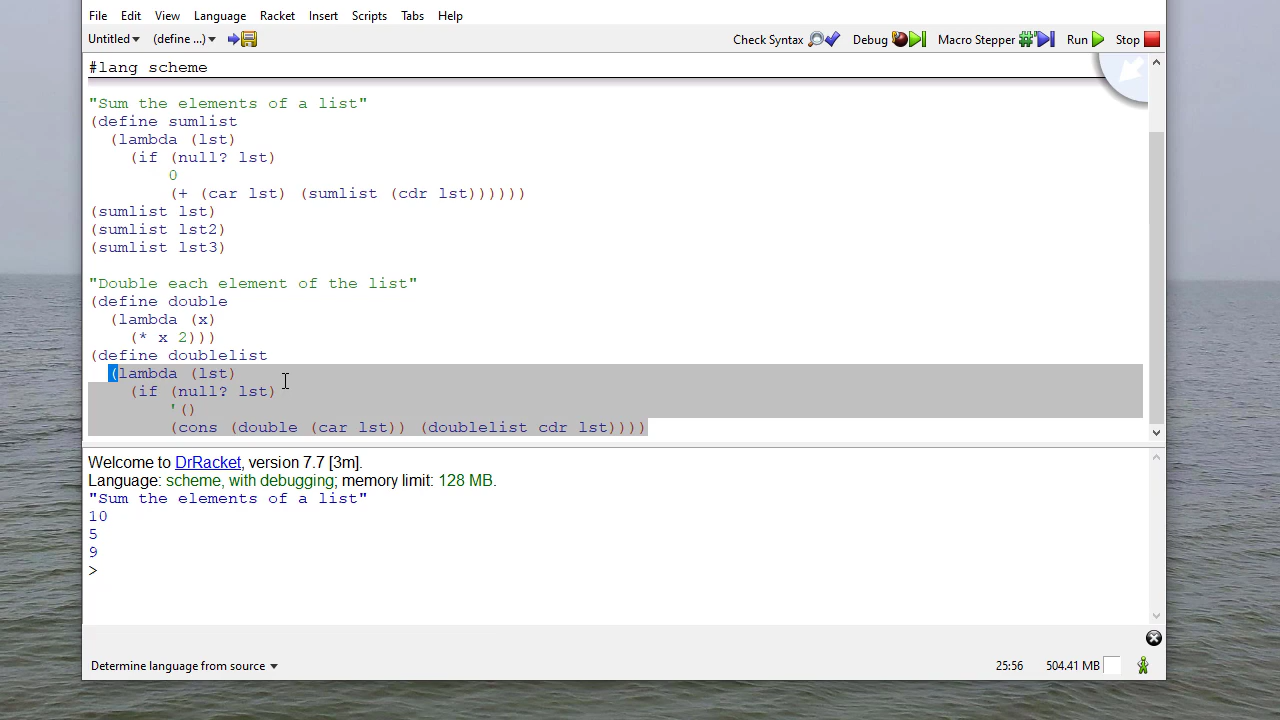 File Edit View Language Racket Insert Scripts Tabs Help
Untitled (define ...) Check Syntax Debug Macro Stepper Run Stop
#lang scheme
"Sum the elements of a list"
(define sumlist
(lambda (lst)
(if (null? lst)
0
(+ (car lst) (sumlist (cdr lst))))))
(sumlist lst)
(sumlist lst2)
(sumlist lst3)
"Double each element of the list"
(define double
(lambda (x)
(* x 2)))
(define doublelist
(lambda (lst)
(if (null? lst)
'()
(cons (double (car lst)) (doublelist cdr lst))))
Welcome to DrRacket, version 7.7 [3m].
Language: scheme, with debugging; memory limit: 128 MB.
"Sum the elements of a list"
10
5
9
>
Determine language from source 25:56 504.41 MB